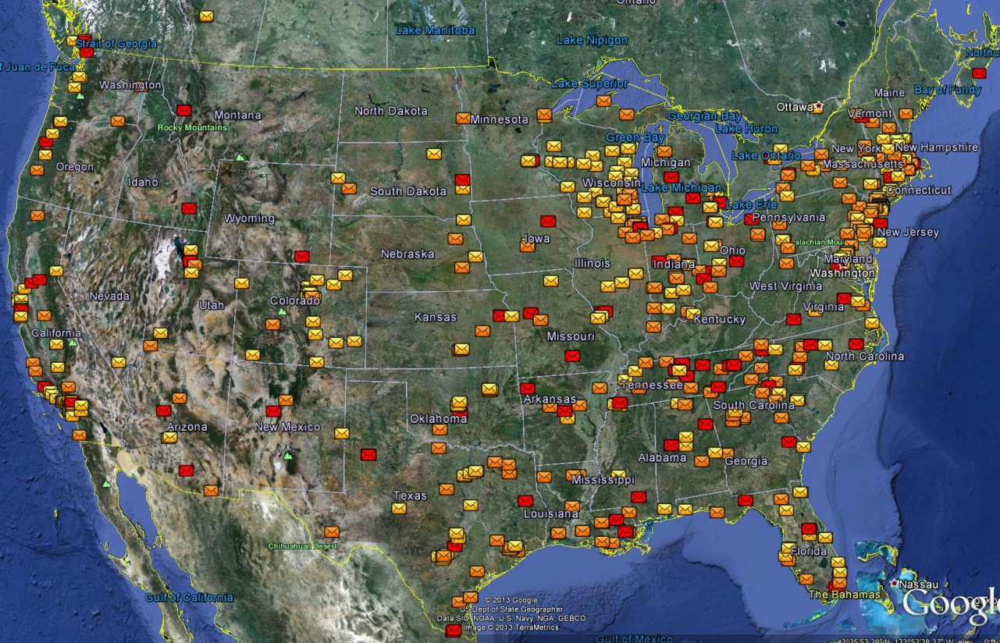 Ontario
Lake Manitoba
Lake Nipigon
Strait of Georgia
f Juan de Fuca
Washington
Lake Superior
Bay of Fundy
Maine
Ottawa
Vermont
Montana
North Dakota
Minnesota
Georgian Bay
Lake Huron
Rocky Mountains
Green Bay
New York
New Hampshire
Lake Ontario
Massachusetts
Oregon
Michigan
Idaho
Wisconsin
South Dakota
Lake Michigan
Connecticut
Lake Erie
Wyoming
Pennsylvania
Iowa
New Jersey
Nebraska
Ohio
Maryland
Illinois
Indiana
Washington
West Virginia
Nevada
Utah
Colorado
Virginia
Kansas
Kentucky
California
Missouri
North Carolina
Tennessee
Arkansas
South Carolina
Oklahoma
Arizona
New Mexico
Alabama
Georgia
Mississippi
Texas
Louisiana
Chihuahuan Desert
Florida
Nassau
Gulf of California
The Bahamas
© 2013 Google
US Dept of State Geographer
Data SIO, NOAA, U.S. Navy, NGA, GEBCO
Image © 2013 TerraMetrics
Gulf of Mexico